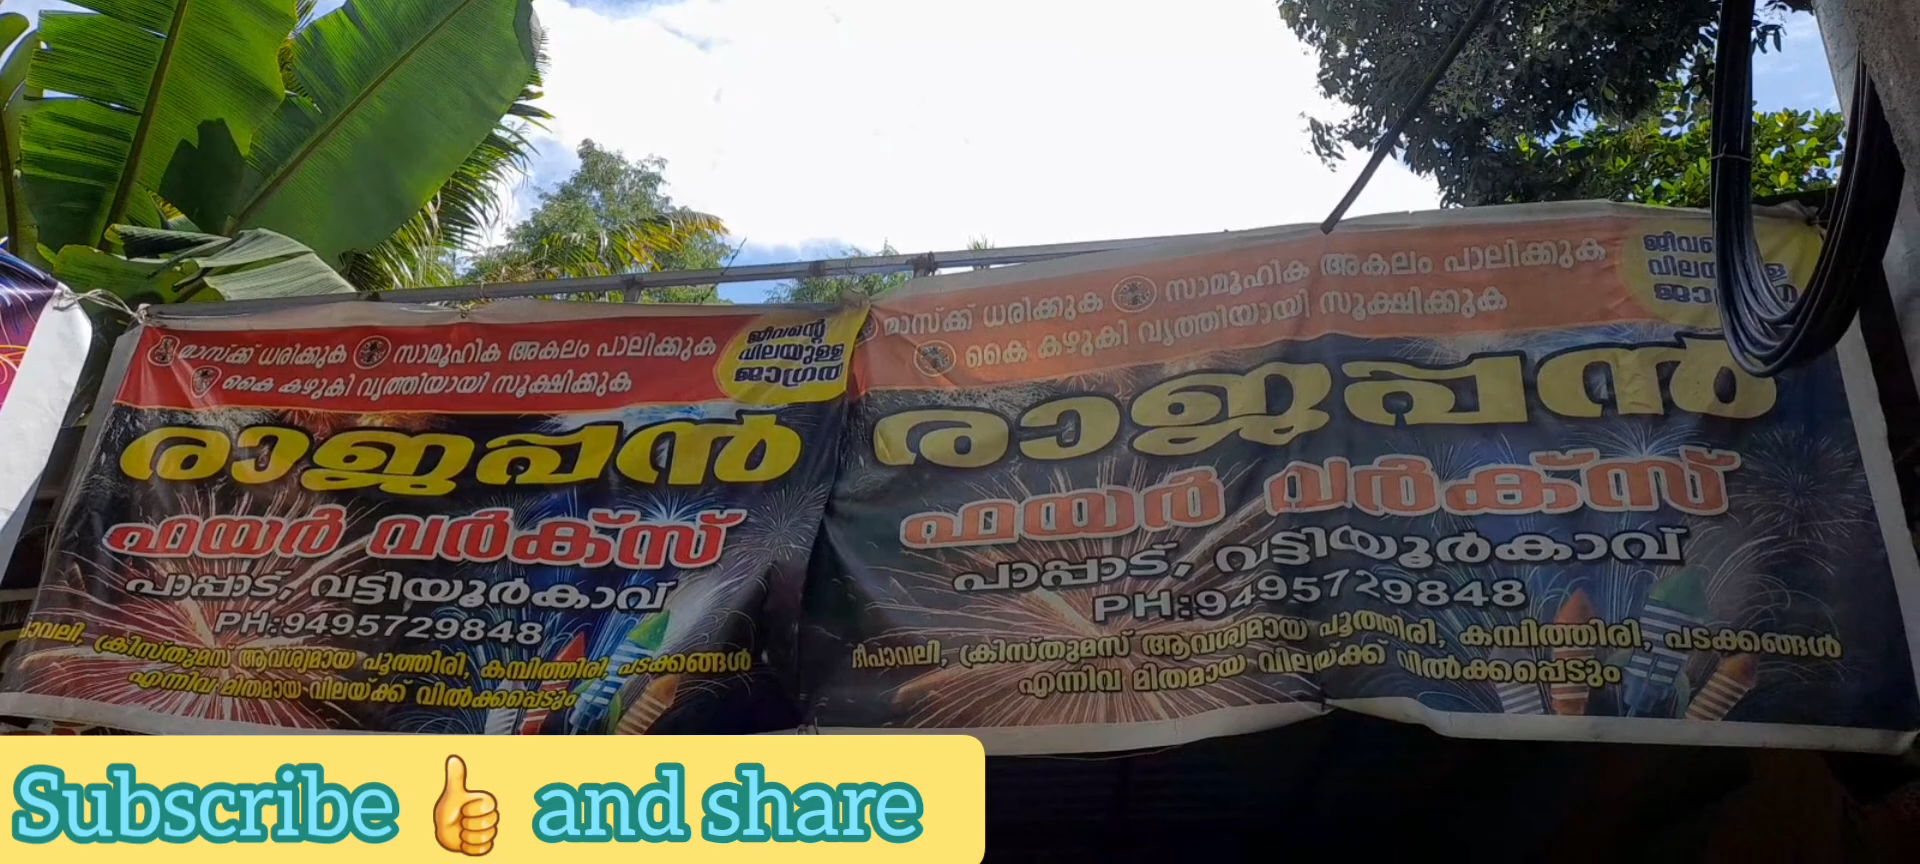 മാസ്ക് ധരിക്കുക സാമൂഹിക അകലം പാലിക്കുക
കൈ കഴുകി വൃത്തിയായി സൂക്ഷിക്കുക
ജീവന്റെ
വിലയുള്ള
ജാഗ്രത
രാജപ്പൻ
ഫയർ വർക്സ്
പാപ്പാട്, വട്ടിയൂർകാവ്
PH:9495729848
ക്രിസ്തുമസ് ആവശ്യമായ പൂത്തിരി, കമ്പിത്തിരി, പടക്കങ്ങൾ
എന്നിവ മിതമായ വിലയ്ക്ക് വിൽക്കപ്പെടും
മാസ്ക് ധരിക്കുക സാമൂഹിക അകലം പാലിക്കുക
കൈ കഴുകി വൃത്തിയായി സൂക്ഷിക്കുക
രാജപ്പൻ
ഫയർ വർക്സ്
പാപ്പാട്, വട്ടിയൂർകാവ്
PH:9495729848
ദീപാവലി, ക്രിസ്തുമസ് ആവശ്യമായ പൂത്തിരി, കമ്പിത്തിരി, പടക്കങ്ങൾ
എന്നിവ മിതമായ വിലയ്ക്ക് വിൽക്കപ്പെടും
Subscribe 👍 and share